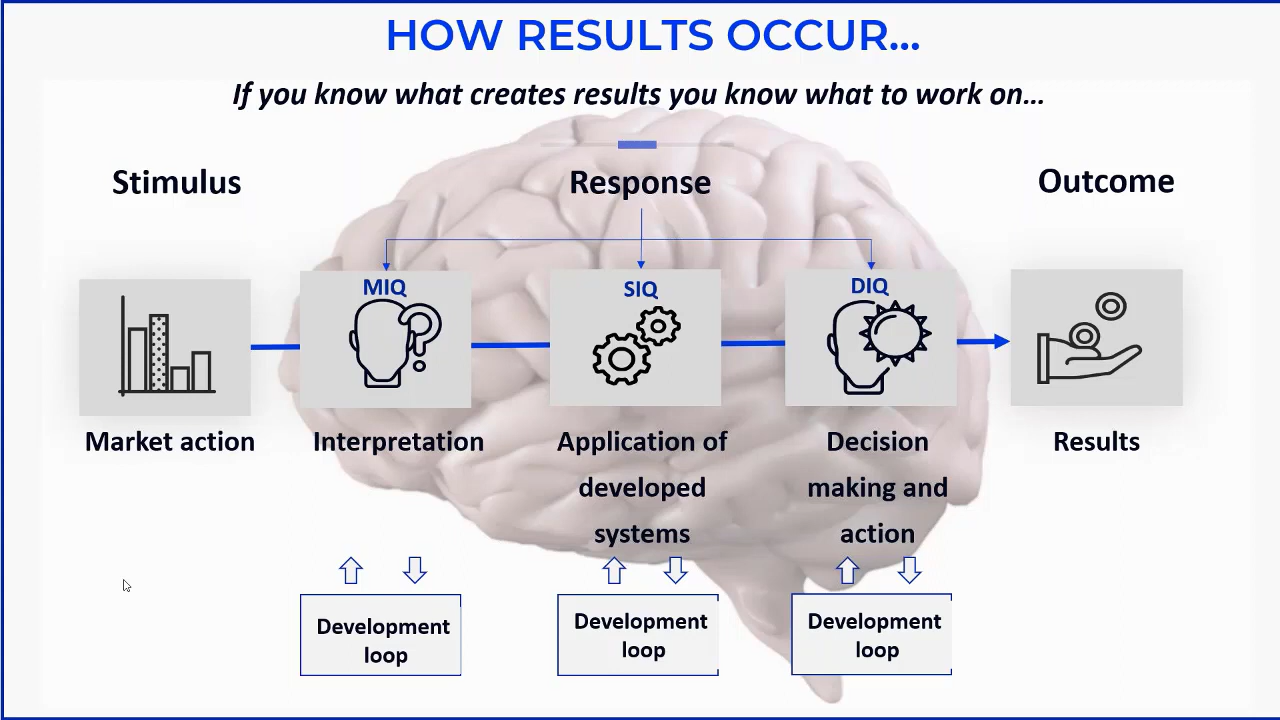 HOW RESULTS OCCUR...
If you know what creates results you know what to work on...
Stimulus
Response
Outcome
MIQ
SIQ
DIQ
Market action
Interpretation
Application of
developed
systems
Decision
making and
action
Results
Development
loop
Development
loop
Development
loop